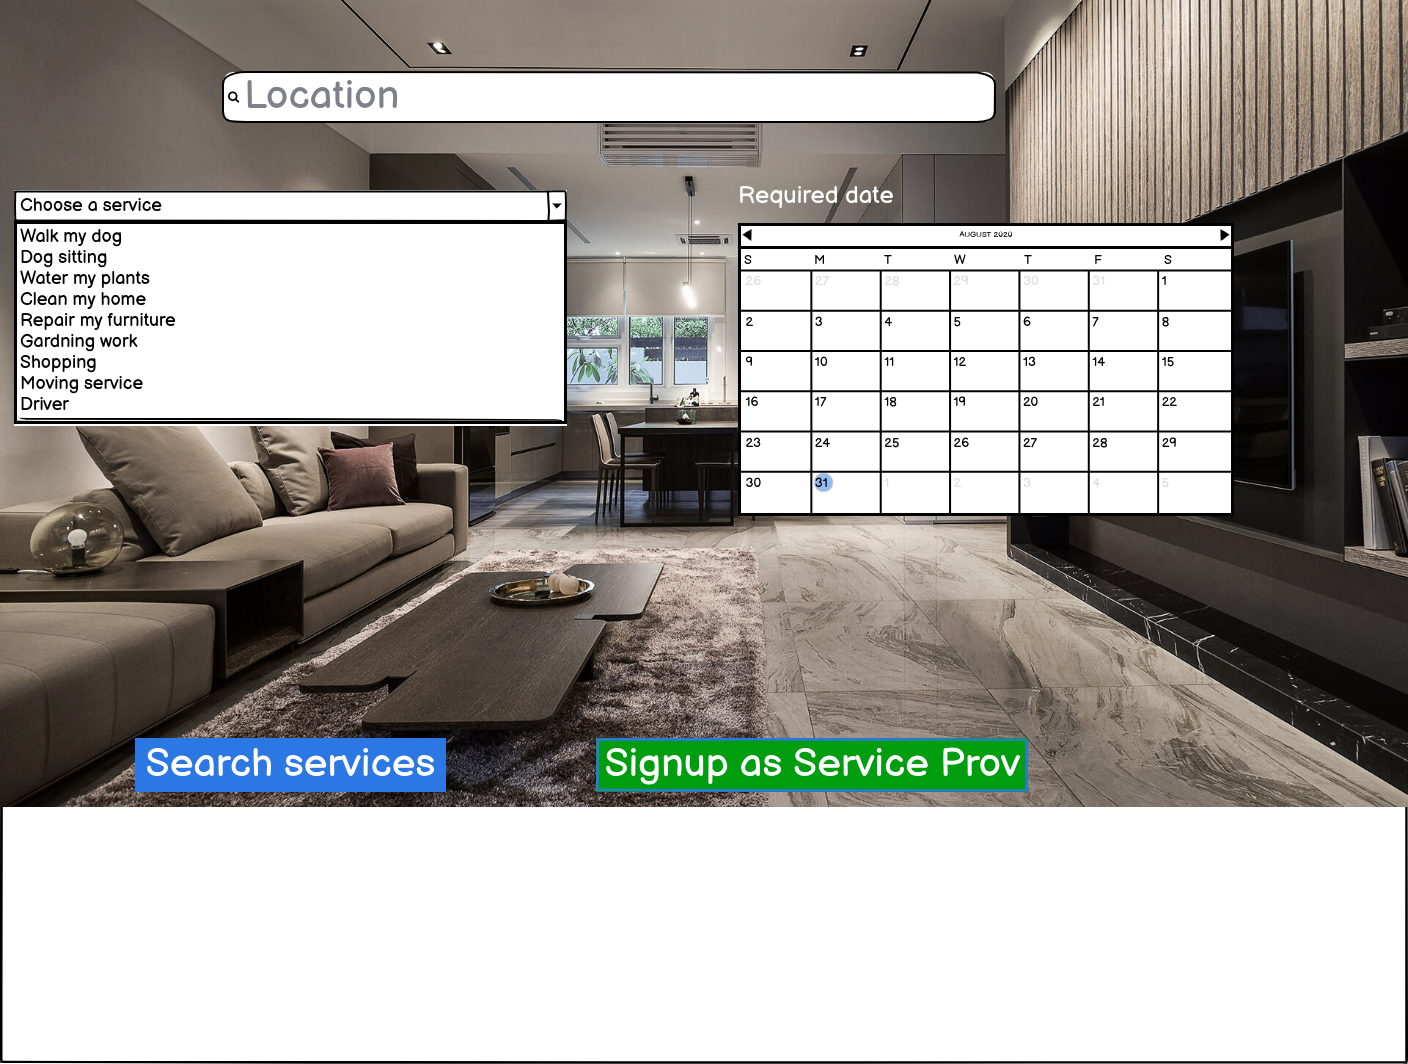 Location
Choose a service
Walk my dog
Dog sitting
Water my plants
Clean my home
Repair my furniture
Gardning work
Shopping
Moving service
Driver
Required date
AUGUST 2020
S M T W T F S
26 27 28 29 30 31 1
2 3 4 5 6 7 8
9 10 11 12 13 14 15
16 17 18 19 20 21 22
23 24 25 26 27 28 29
30 31 1 2 3 4 5
Search services
Signup as Service Prov